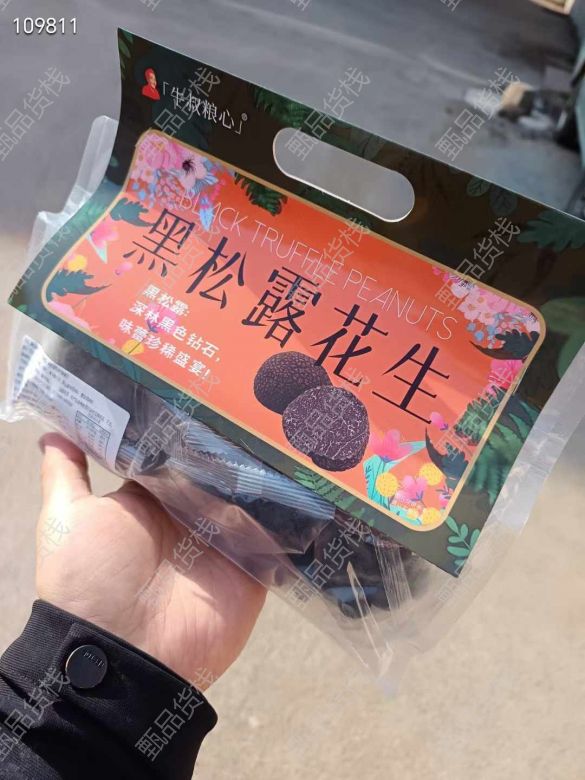 109811
「牛叔粮心」®
BLACK TRUFFLE PEANUTS
黑松露花生
黑松露:
深林黑色钻石,
味蕾珍稀盛宴!
甄品货栈